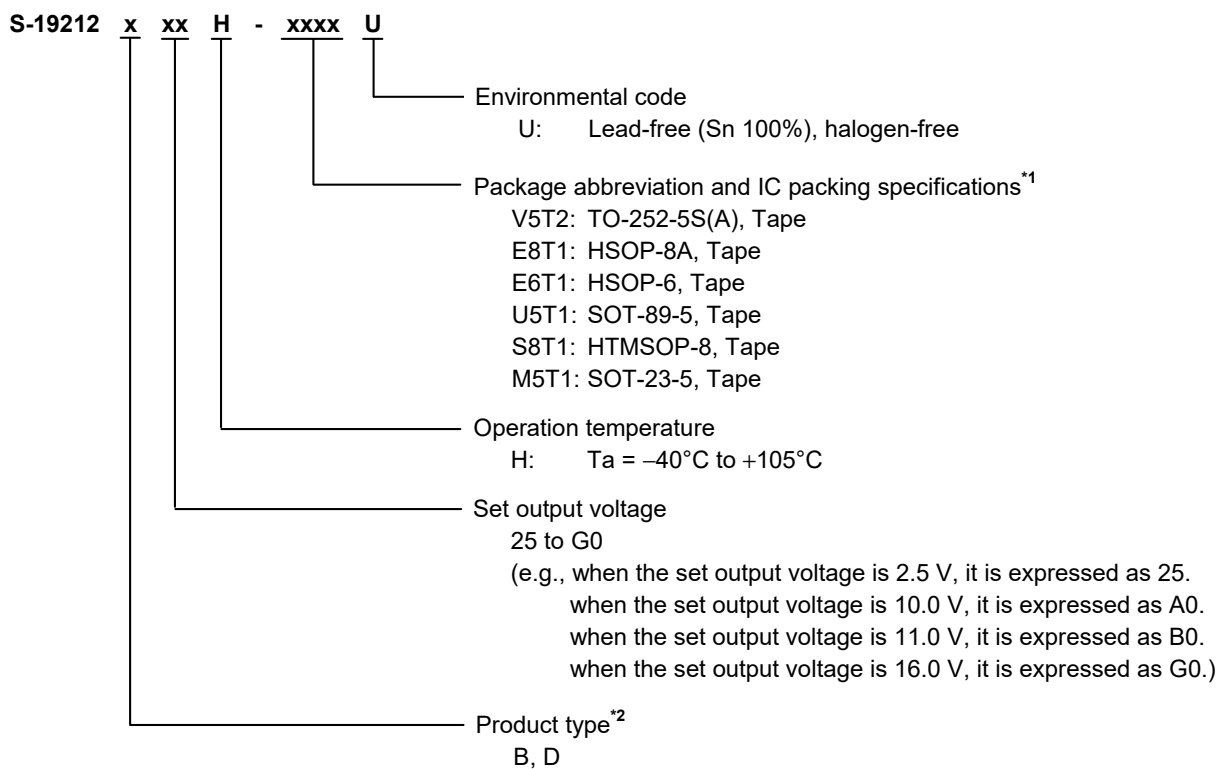 S-19212 x xx H - xxxx U
Environmental code
U: Lead-free (Sn 100%), halogen-free
Package abbreviation and IC packing specifications*1
V5T2: TO-252-5S(A), Tape
E8T1: HSOP-8A, Tape
E6T1: HSOP-6, Tape
U5T1: SOT-89-5, Tape
S8T1: HTMSOP-8, Tape
M5T1: SOT-23-5, Tape
Operation temperature
H: Ta = −40°C to +105°C
Set output voltage
25 to G0
(e.g., when the set output voltage is 2.5 V, it is expressed as 25.
when the set output voltage is 10.0 V, it is expressed as A0.
when the set output voltage is 11.0 V, it is expressed as B0.
when the set output voltage is 16.0 V, it is expressed as G0.)
Product type*2
B, D